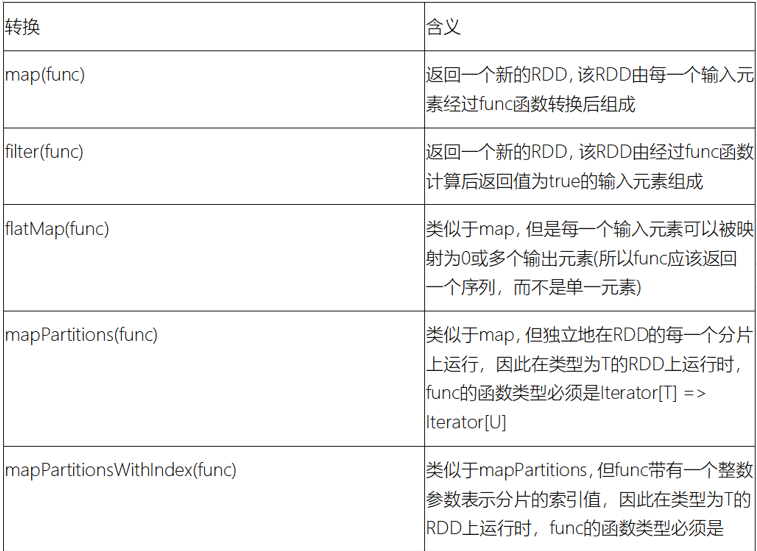 转换
含义
map(func)
返回一个新的RDD，该RDD由每一个输入元
素经过func函数转换后组成
filter(func)
返回一个新的RDD，该RDD由经过func函数
计算后返回值为true的输入元素组成
flatMap(func)
类似于map，但是每一个输入元素可以被映
射为0或多个输出元素(所以func应该返回
一个序列，而不是单一元素)
mapPartitions(func)
类似于map，但独立地在RDD的每一个分片
上运行，因此在类型为T的RDD上运行时，
func的函数类型必须是Iterator[T] =>
Iterator[U]
mapPartitionsWithIndex(func)
类似于mapPartitions，但func带有一个整数
参数表示分片的索引值，因此在类型为T的
RDD上运行时，func的函数类型必须是